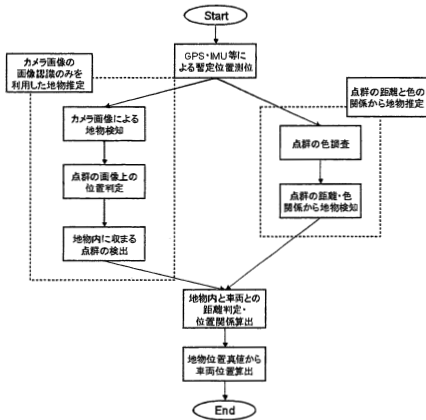 Start
カメラ画像の
画像認識のみを
利用した地物推定
GPS・IMU等に
よる暫定位置測位
点群の距離と色の
関係から地物推定
カメラ画像による
地物検知
点群の画像上の
位置判定
地物内に収まる
点群の検出
点群の色調査
点群の距離・色
関係から地物検知
地物内と車両との
距離判定・
位置関係算出
地物位置真値から
車両位置算出
End